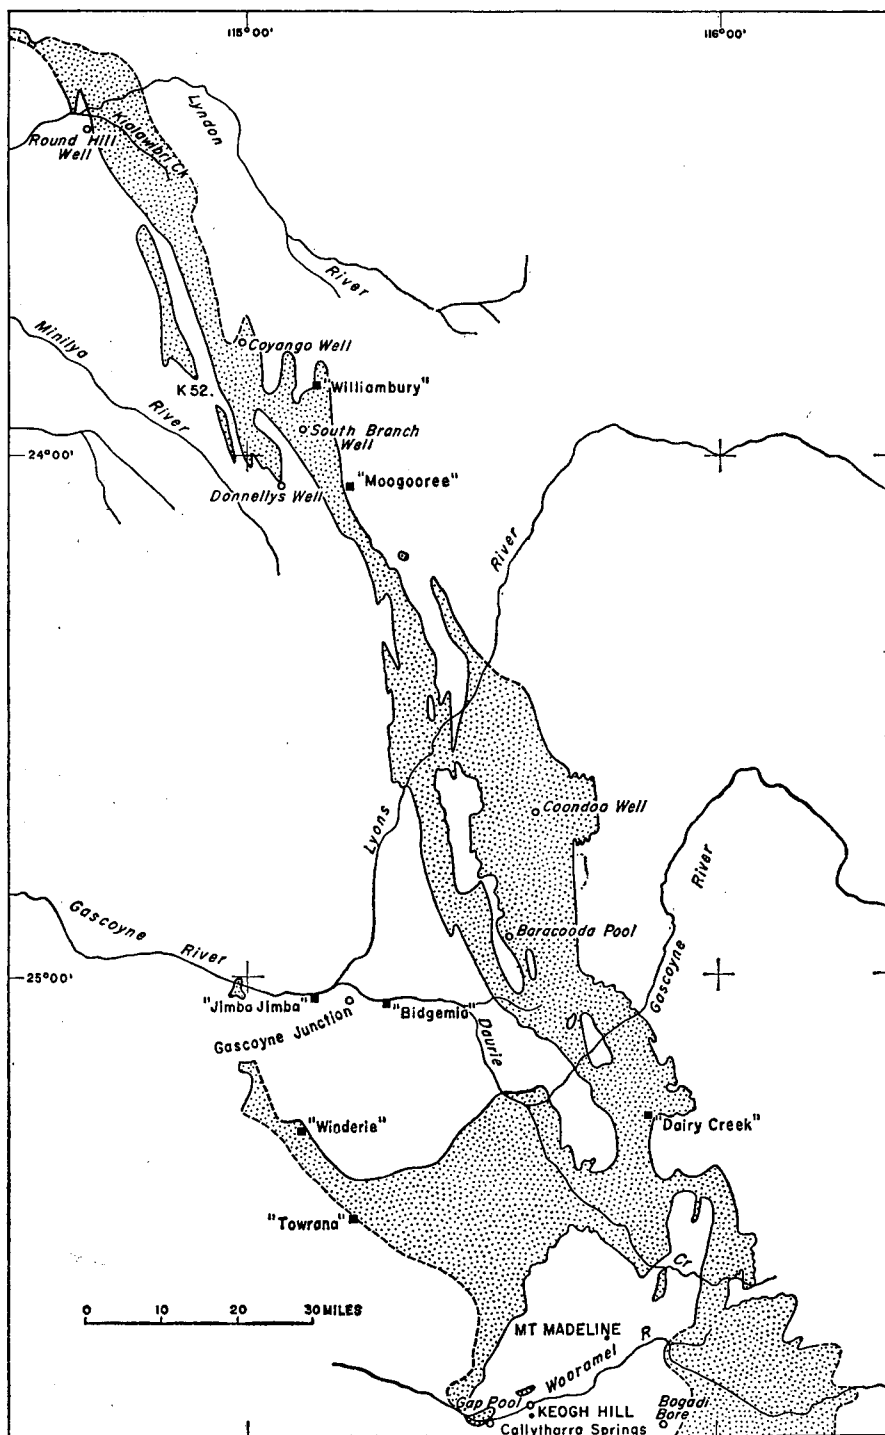 115°00'
116°00'
Lyndon
Round Hill
Well
Kialawibri Ck
River
Minilya
River
Coyango Well
K52.
"Williambury"
South Branch
Well
24°00'
"Moogooree"
Donnellys Well
River
Coondoo Well
Lyons
River
Gascoyne
River
Baracooda Pool
Gascoyne
25°00'
"Jimba Jimba"
"Bidgemia"
Gascoyne Junction
Daurie
"Winderie"
"Dairy Creek"
"Towrana"
Cr
0 10 20 30 MILES
MT MADELINE
R
Wooramel
Gap Pool
KEOGH HILL
Bogadi
Bore
Callytharra Springs